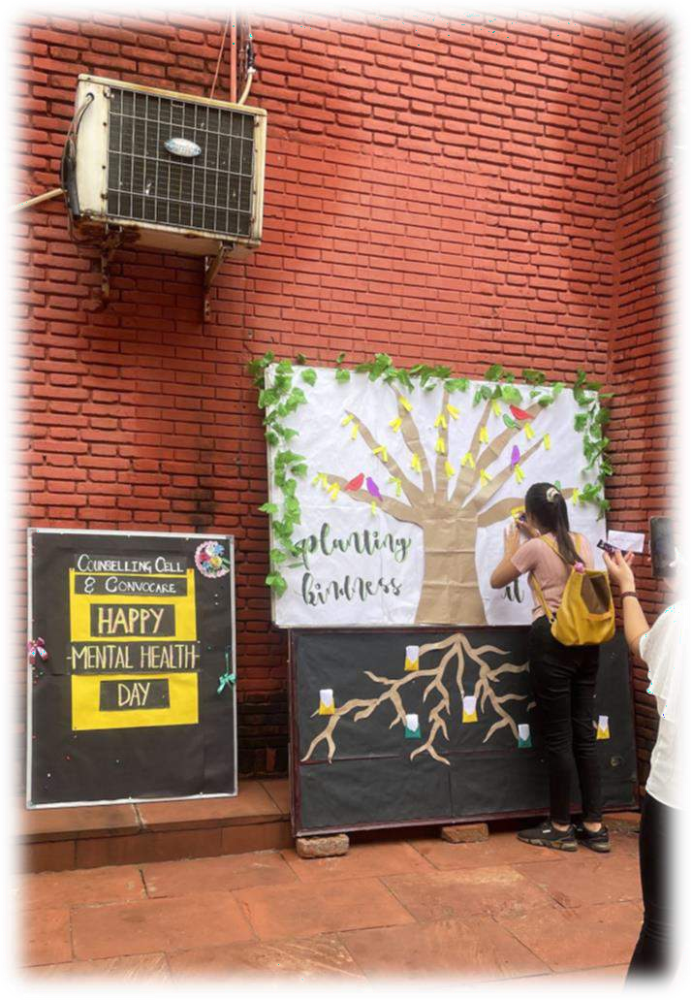 COUNSELLING CELL
& CONVOCARE
HAPPY
-MENTAL HEALTH-
DAY
planting
kindness